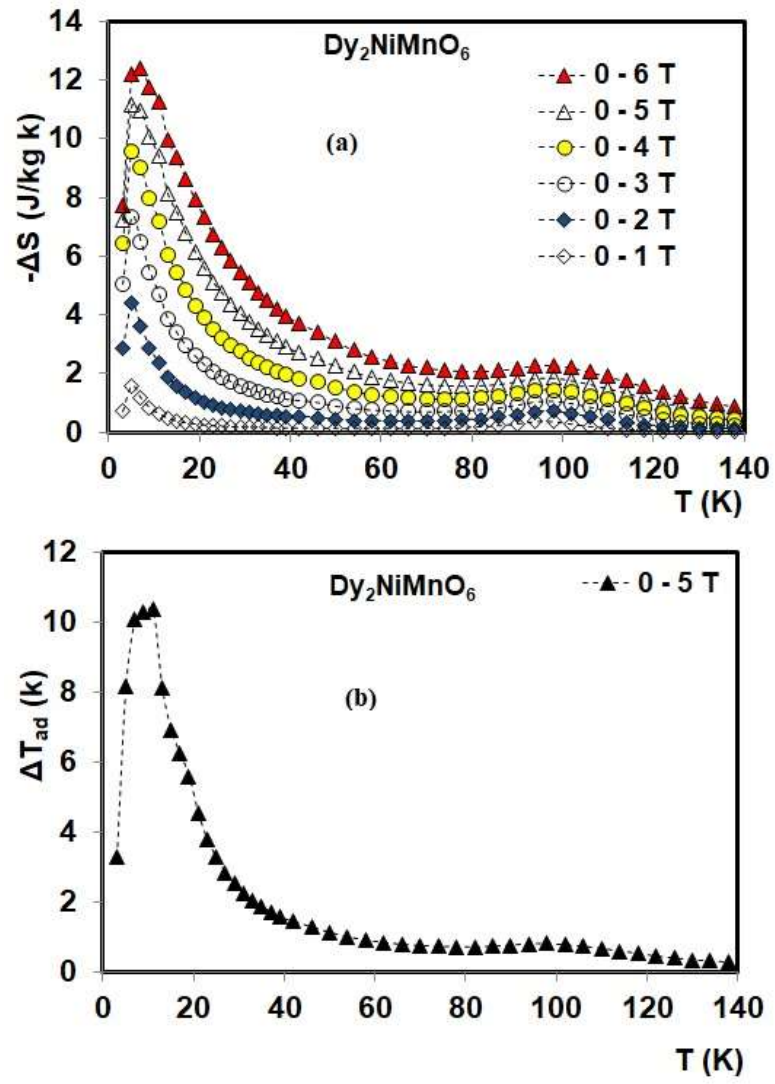 14
12
10
8
6
4
2
0
-ΔS (J/kg k)
Dy₂NiMnO₆
(a)
0 - 6 T
0 - 5 T
0 - 4 T
0 - 3 T
0 - 2 T
0 - 1 T
0 20 40 60 80 100 120 140
T (K)
12
10
8
6
4
2
0
ΔT_ad (k)
Dy₂NiMnO₆
0 - 5 T
(b)
0 20 40 60 80 100 120 140
T (K)